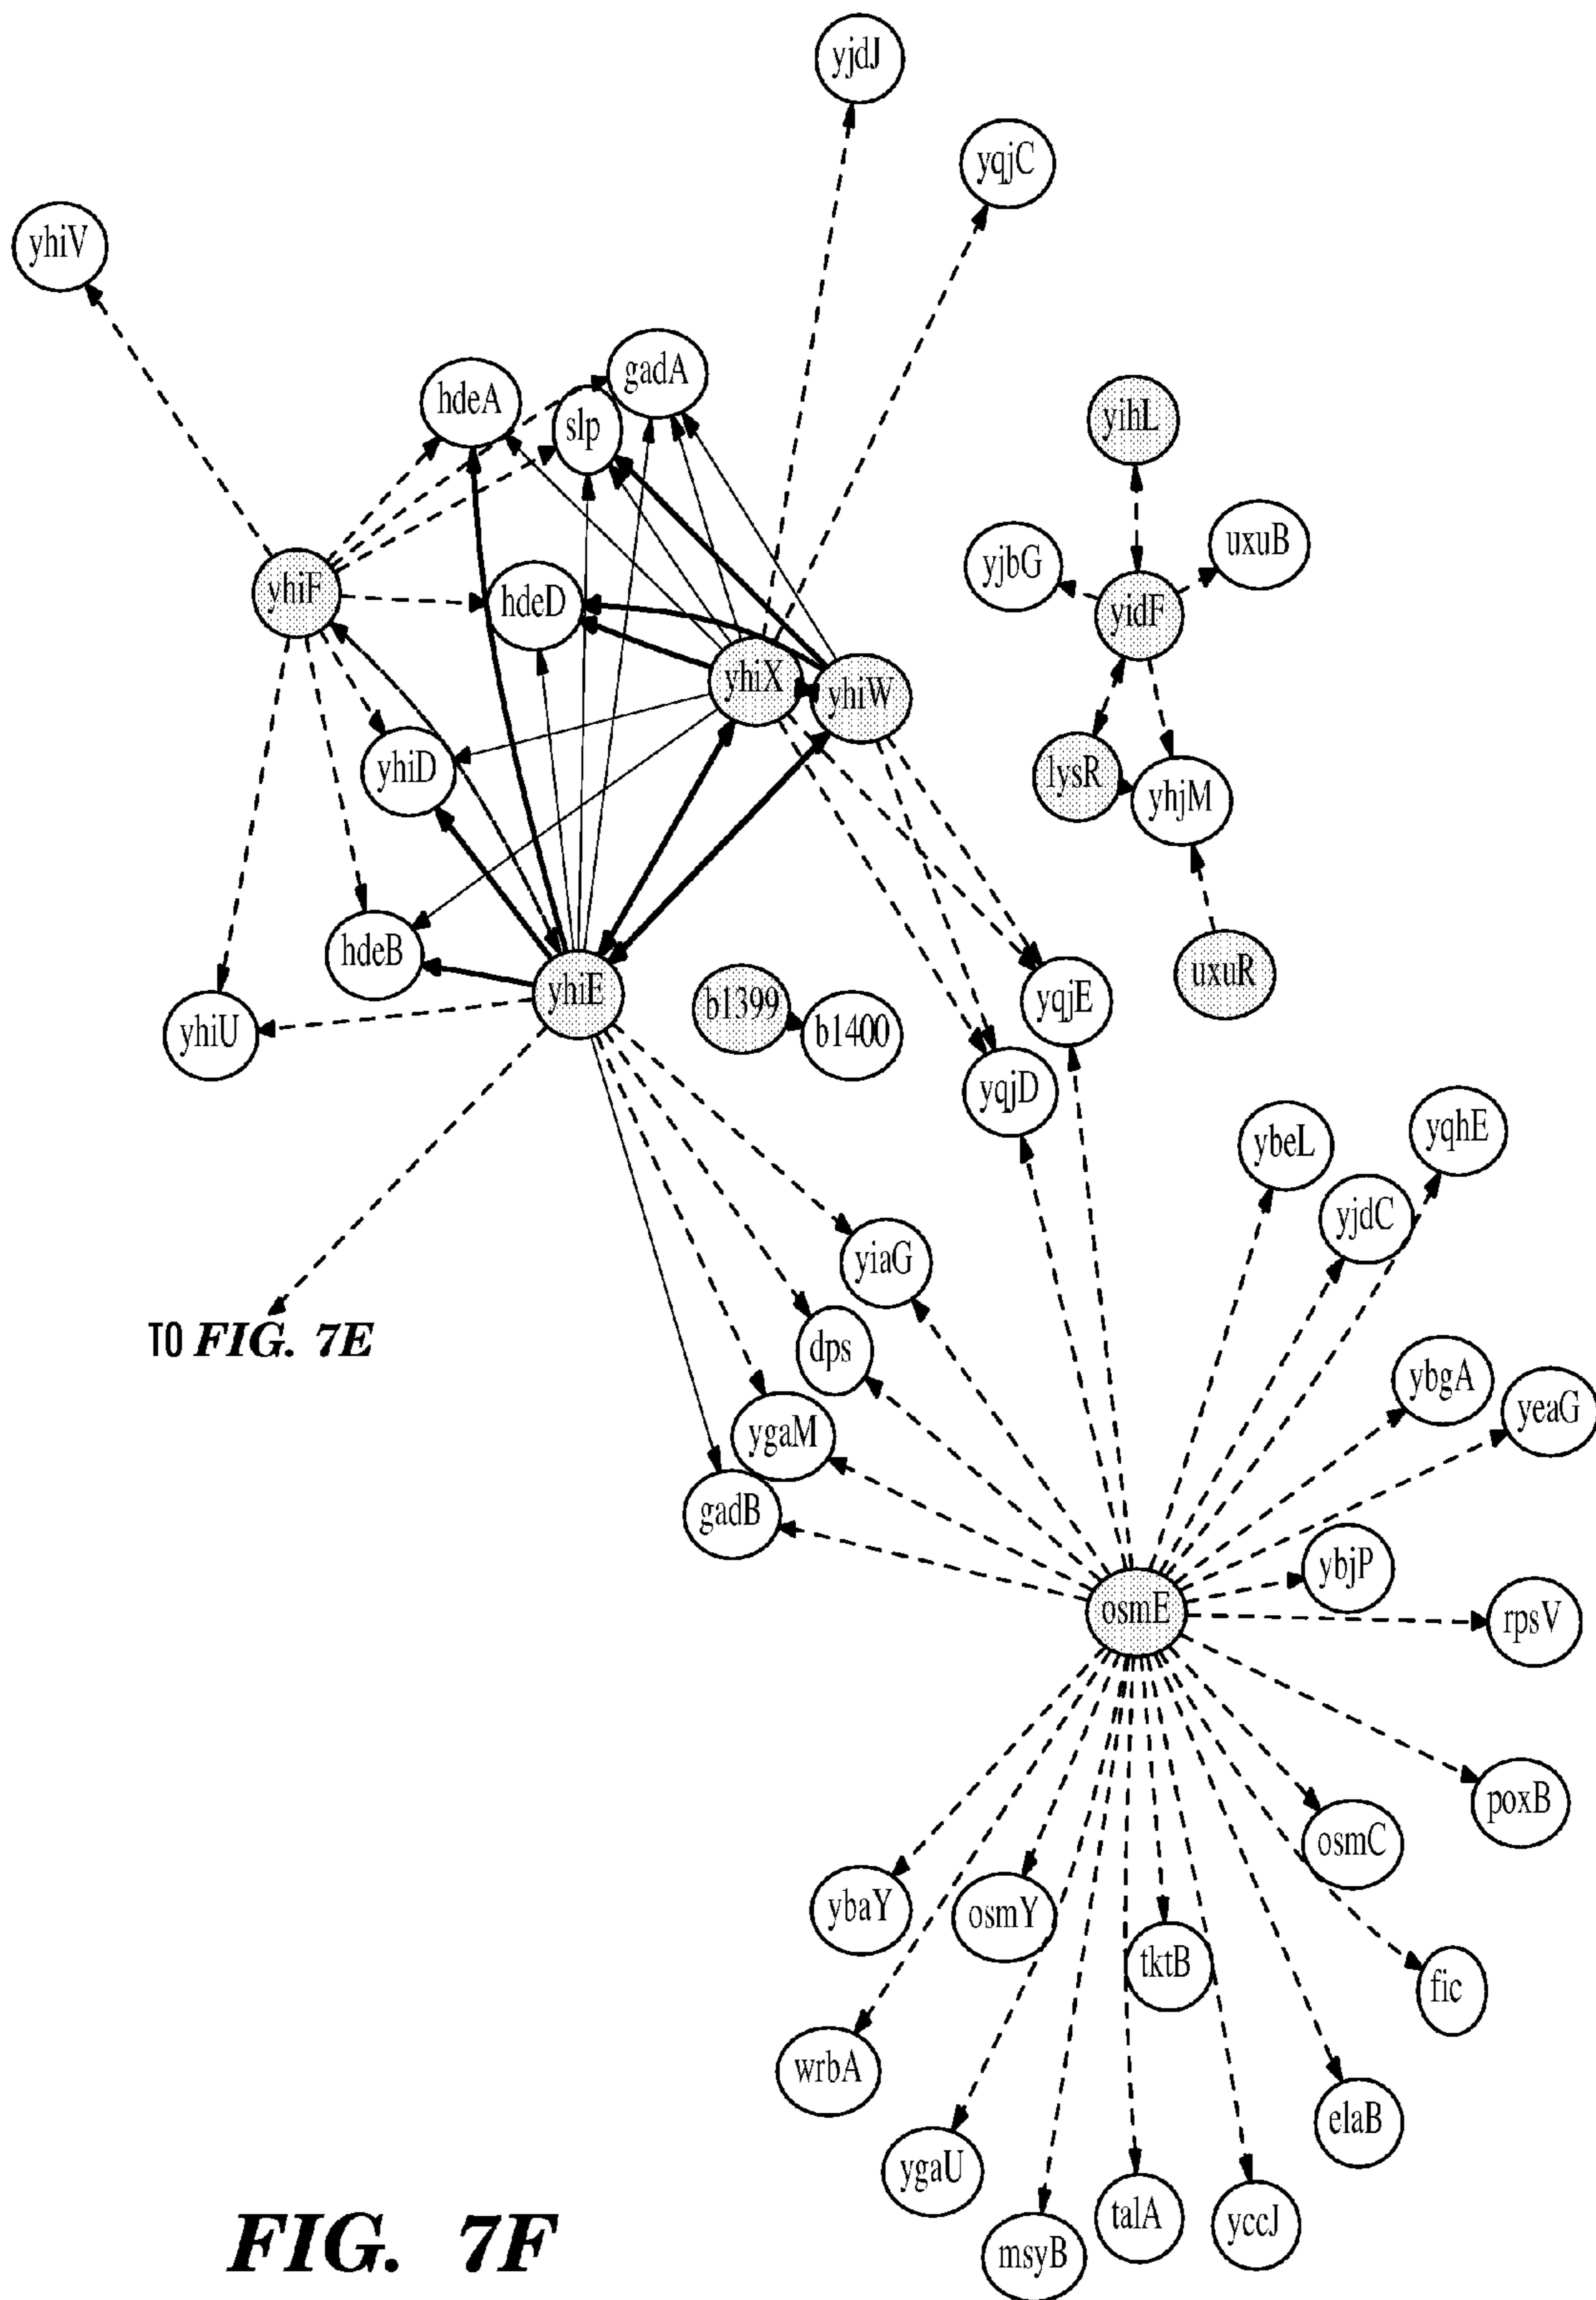 yjdJ
yqjC
yhiV
gadA
hdeA
slp
yihL
uxuB
yjbG
yhiF
hdeD
yidF
yhiX
yhiW
yhiD
lysR
yhjM
hdeB
uxuR
yhiE
b1399
yqjE
b1400
yhiU
yqjD
yqhE
ybeL
yjdC
yiaG
TO FIG. 7E
dps
ybgA
yeaG
ygaM
gadB
ybjP
osmE
rpsV
poxB
osmC
ybaY
osmY
tktB
fic
wrbA
elaB
ygaU
talA
yccJ
msyB
FIG. 7F